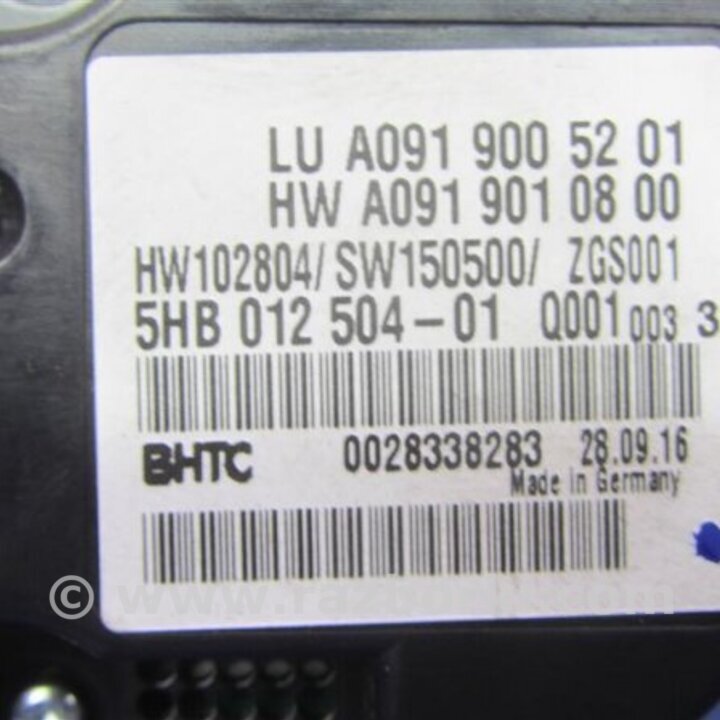 LU A091 900 52 01
HW A091 901 08 00
HW102804/ SW150500/ ZGS001
5HB 012 504-01 Q001 003 3
BHTC 0028338283 28.09.16
Made in Germany